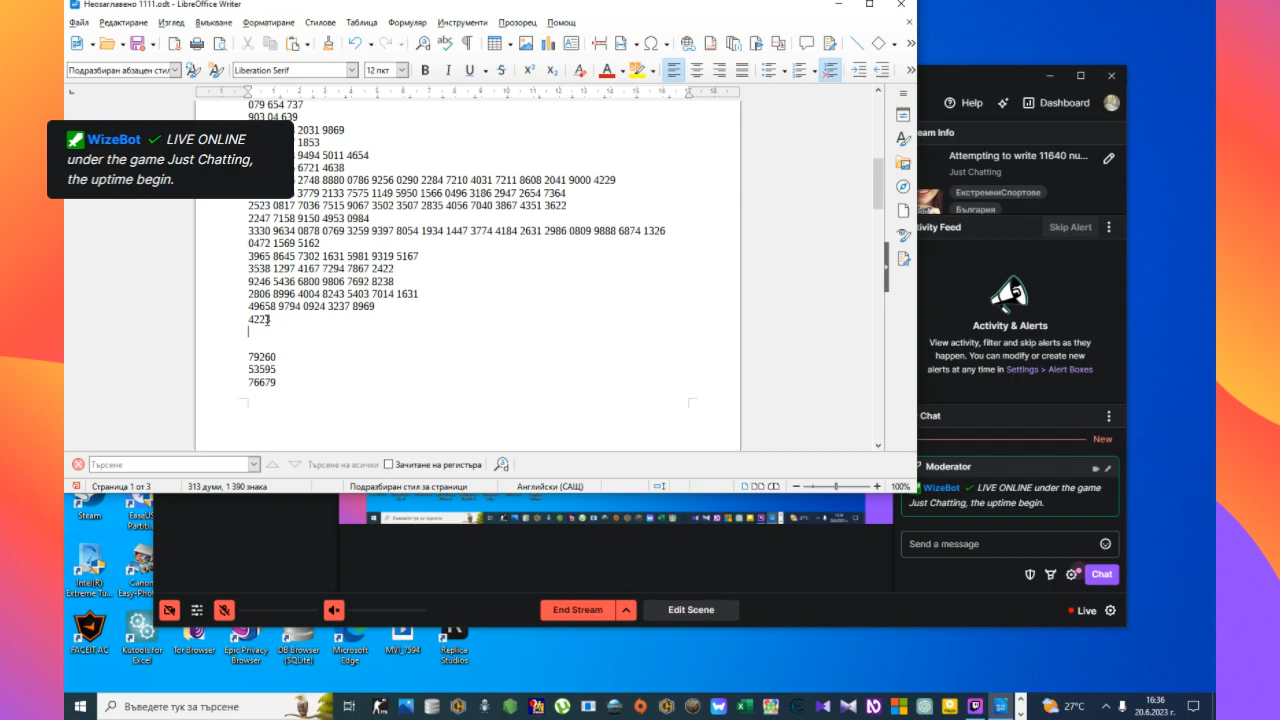 Неозаглавено 1111.odt - LibreOffice Writer
Файл Редактиране Изглед Вмъкване Форматиране Стилове Таблица Формуляр Инструменти Прозорец Помощ
Подразбиран абзацен стил Liberation Serif 12 пкт
079 654 737
903 04 639
2031 9869
1853
9494 5011 4654
6721 4638
2748 8880 0786 9256 0290 2284 7210 4031 7211 8608 2041 9000 4229
3779 2133 7575 1149 5950 1566 0496 3186 2947 2654 7364
2523 0817 7036 7515 9067 3502 3507 2835 4056 7040 3867 4351 3622
2247 7158 9150 4953 0984
3330 9634 0878 0769 3259 9397 8054 1934 1447 3774 4184 2631 2986 0809 9888 6874 1326
0472 1569 5162
3965 8645 7302 1631 5981 9319 5167
3538 1297 4167 7294 7867 2422
9246 5436 6800 9806 7692 8238
2806 8996 4004 8243 5403 7014 1631
49658 9794 0924 3237 8969
4223
79260
53595
76679
WizeBot LIVE ONLINE
under the game Just Chatting,
the uptime begin.
Търсене Търсене на всички Зачитане на регистъра
Страница 1 от 3 313 думи, 1 390 знака Подразбиран стил за страници Английски (САЩ) 100%
Help Dashboard
eam Info
Attempting to write 11640 nu...
Just Chatting
ЕкстремниСпортове
България
tivity Feed Skip Alert
Activity & Alerts
View activity, filter and skip alerts as they
happen. You can modify or create new
alerts at any time in Settings > Alert Boxes
Chat
New
Moderator
WizeBot LIVE ONLINE under the game
Just Chatting, the uptime begin.
Send a message
Chat
End Stream Edit Scene Live
Steam
EaseUS
Partiti...
Intel(R)
Extreme Tu...
Canon
Easy-Pho...
FACEIT AC
Kutools for
Excel
Tor Browser
Epic Privacy
Browser
DB Browser
(SQLite)
Microsoft
Edge
MVI_7594
Replica
Studios
Въведете тук за търсене
27°C
16:36
20.6.2023 г.